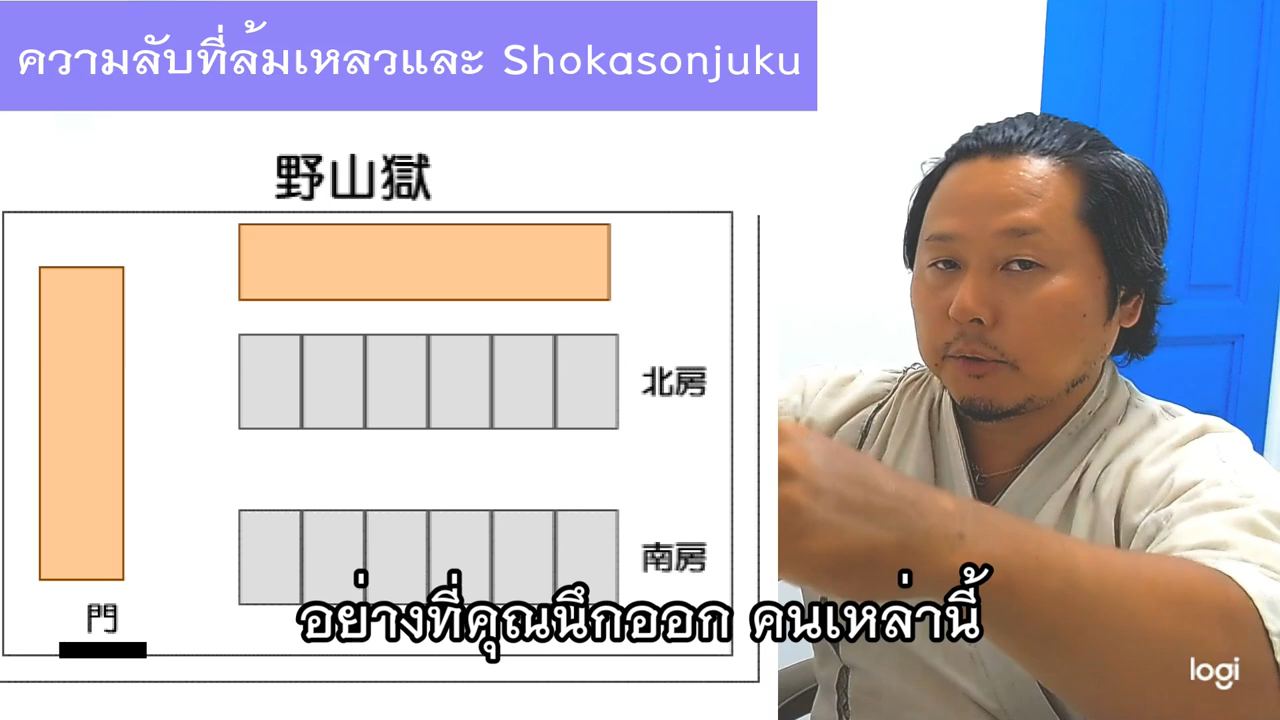 ความลับที่ล้มเหลวและ Shokasonjuku
野山獄
北房
南房
門
อย่างที่คุณนึกออก คนเหล่านี้
logi